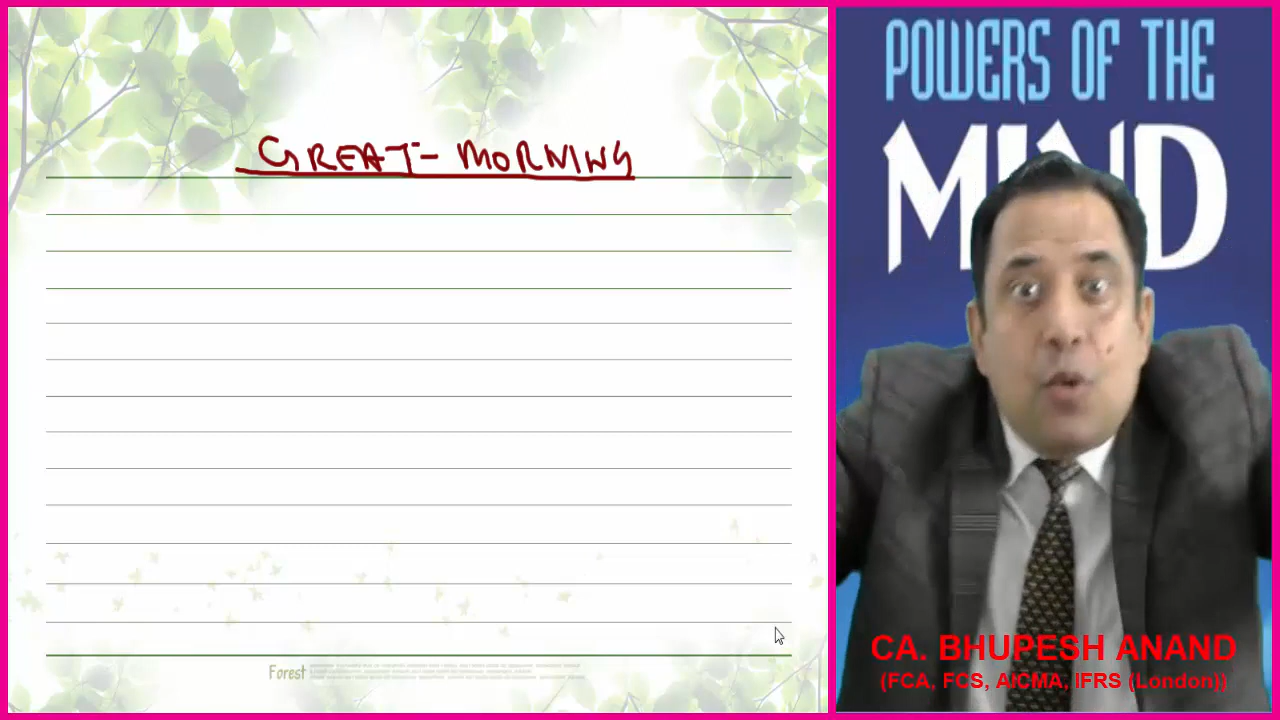 GREAT- MORNING
Forest
POWERS OF THE
MIND
CA. BHUPESH ANAND
(FCA, FCS, AICMA, IFRS (London))